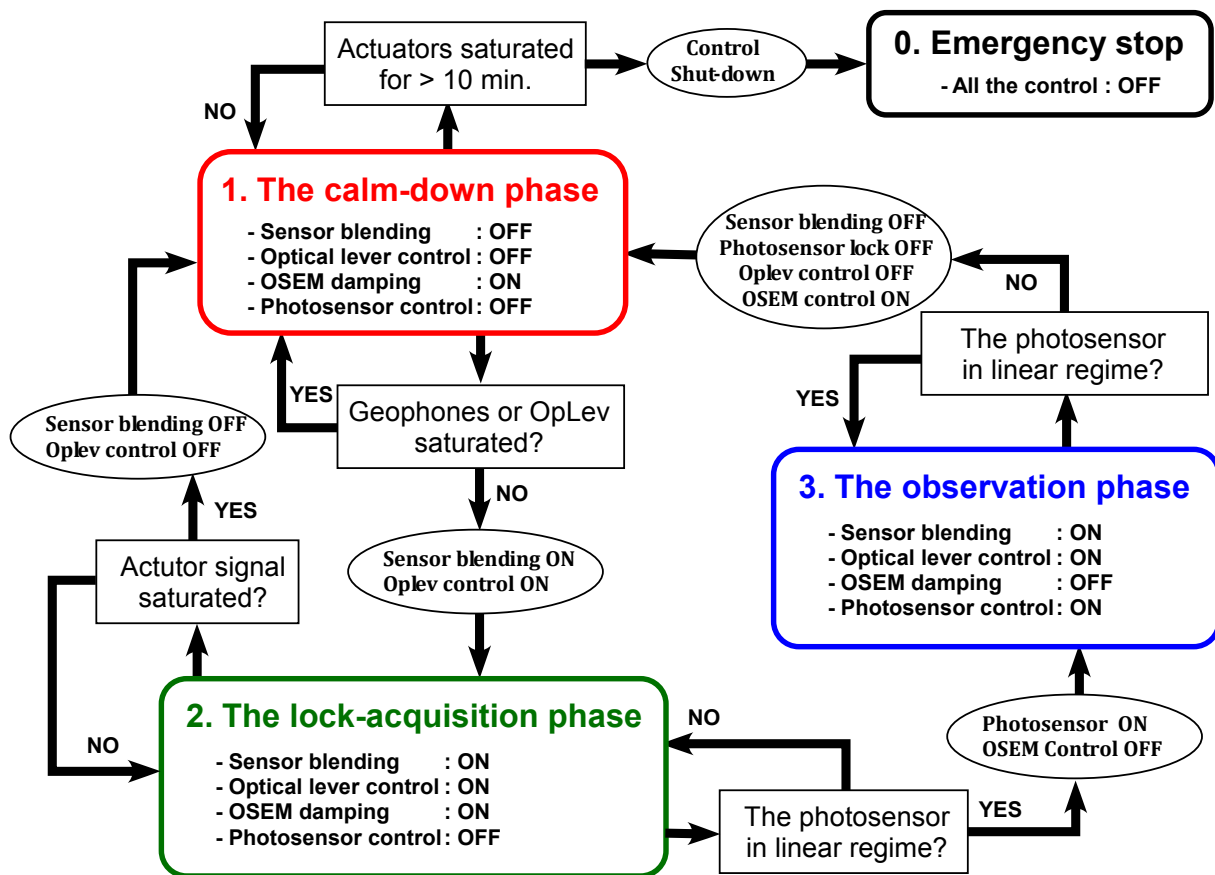 Actuators saturated
for > 10 min.
Control
Shut-down
0. Emergency stop
- All the control : OFF
NO
1. The calm-down phase
- Sensor blending : OFF
- Optical lever control : OFF
- OSEM damping : ON
- Photosensor control : OFF
Sensor blending OFF
Photosensor lock OFF
Oplev control OFF
OSEM control ON
NO
The photosensor
in linear regime?
YES
YES
Geophones or OpLev
saturated?
Sensor blending OFF
Oplev control OFF
NO
YES
3. The observation phase
- Sensor blending : ON
- Optical lever control : ON
- OSEM damping : OFF
- Photosensor control : ON
Sensor blending ON
Oplev control ON
Actutor signal
saturated?
NO
2. The lock-acquisition phase
- Sensor blending : ON
- Optical lever control : ON
- OSEM damping : ON
- Photosensor control : OFF
NO
Photosensor ON
OSEM Control OFF
The photosensor
in linear regime?
YES